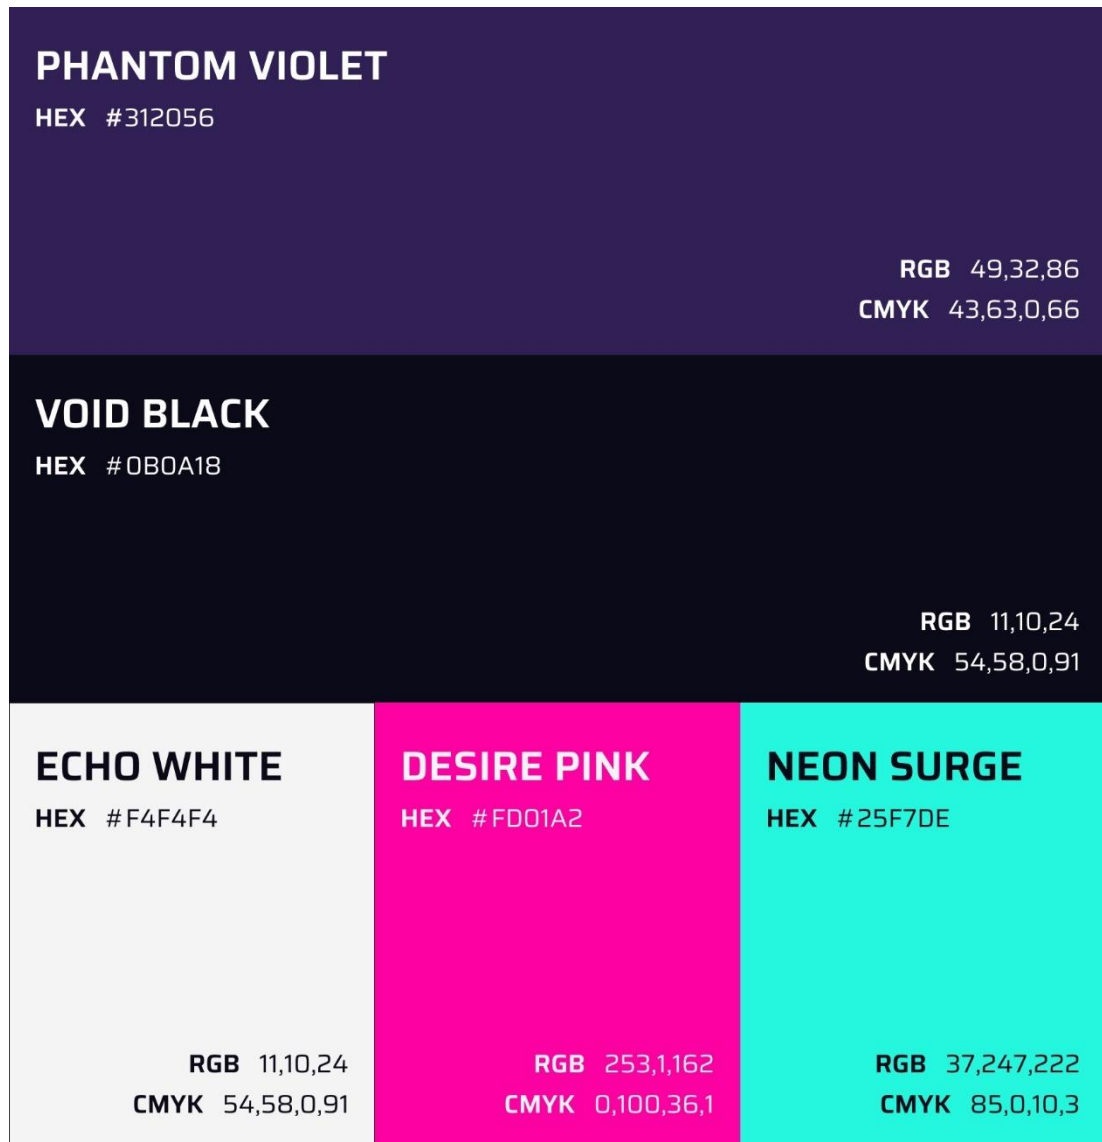 PHANTOM VIOLET
HEX #312056
RGB 49,32,86
CMYK 43,63,0,66
VOID BLACK
HEX #0B0A18
RGB 11,10,24
CMYK 54,58,0,91
ECHO WHITE
HEX #F4F4F4
RGB 11,10,24
CMYK 54,58,0,91
DESIRE PINK
HEX #FD01A2
RGB 253,1,162
CMYK 0,100,36,1
NEON SURGE
HEX #25F7DE
RGB 37,247,222
CMYK 85,0,10,3